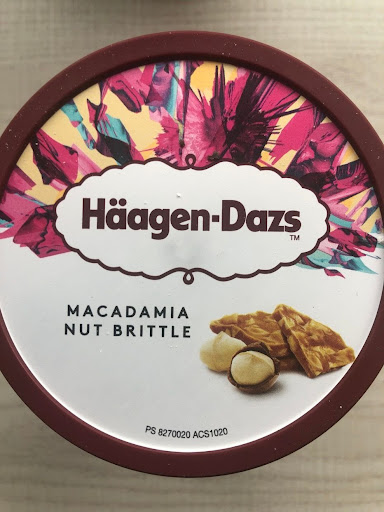 Häagen-Dazs
TM
MACADAMIA
NUT BRITTLE
PS 8270020 ACS1020